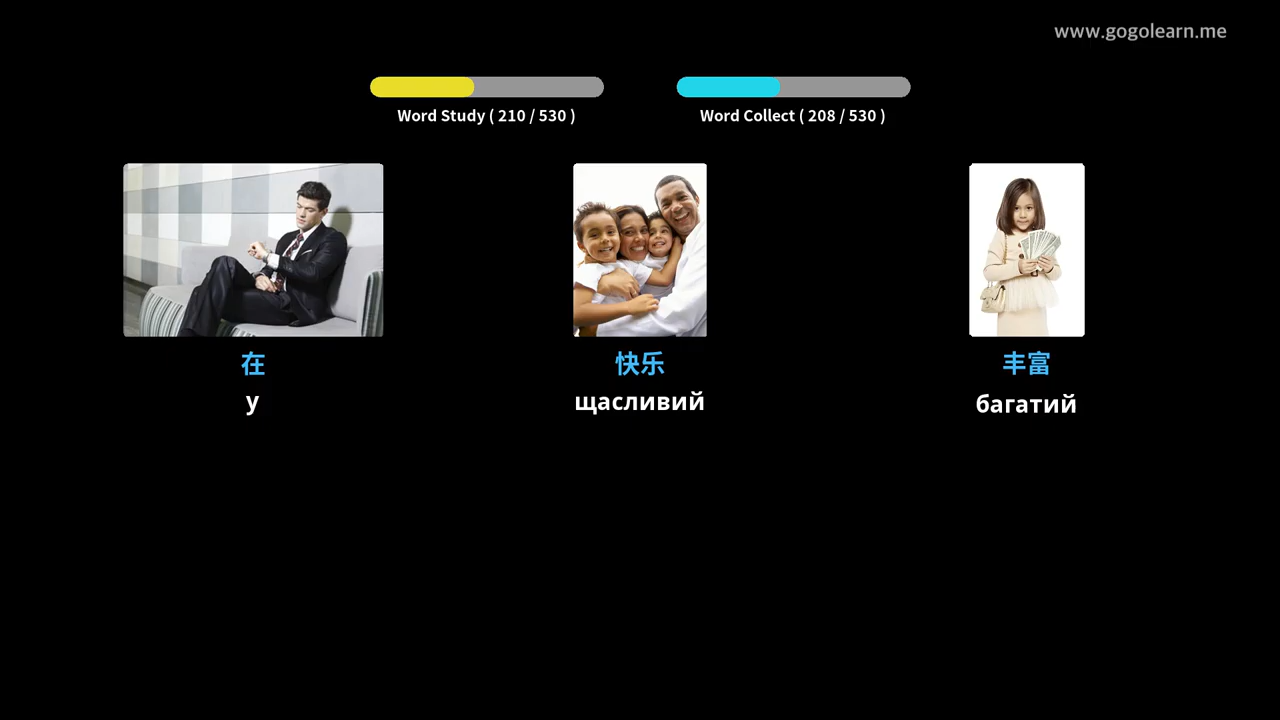 www.gogolearn.me
Word Study ( 210 / 530 )
Word Collect ( 208 / 530 )
在
у
快乐
щасливий
丰富
багатий